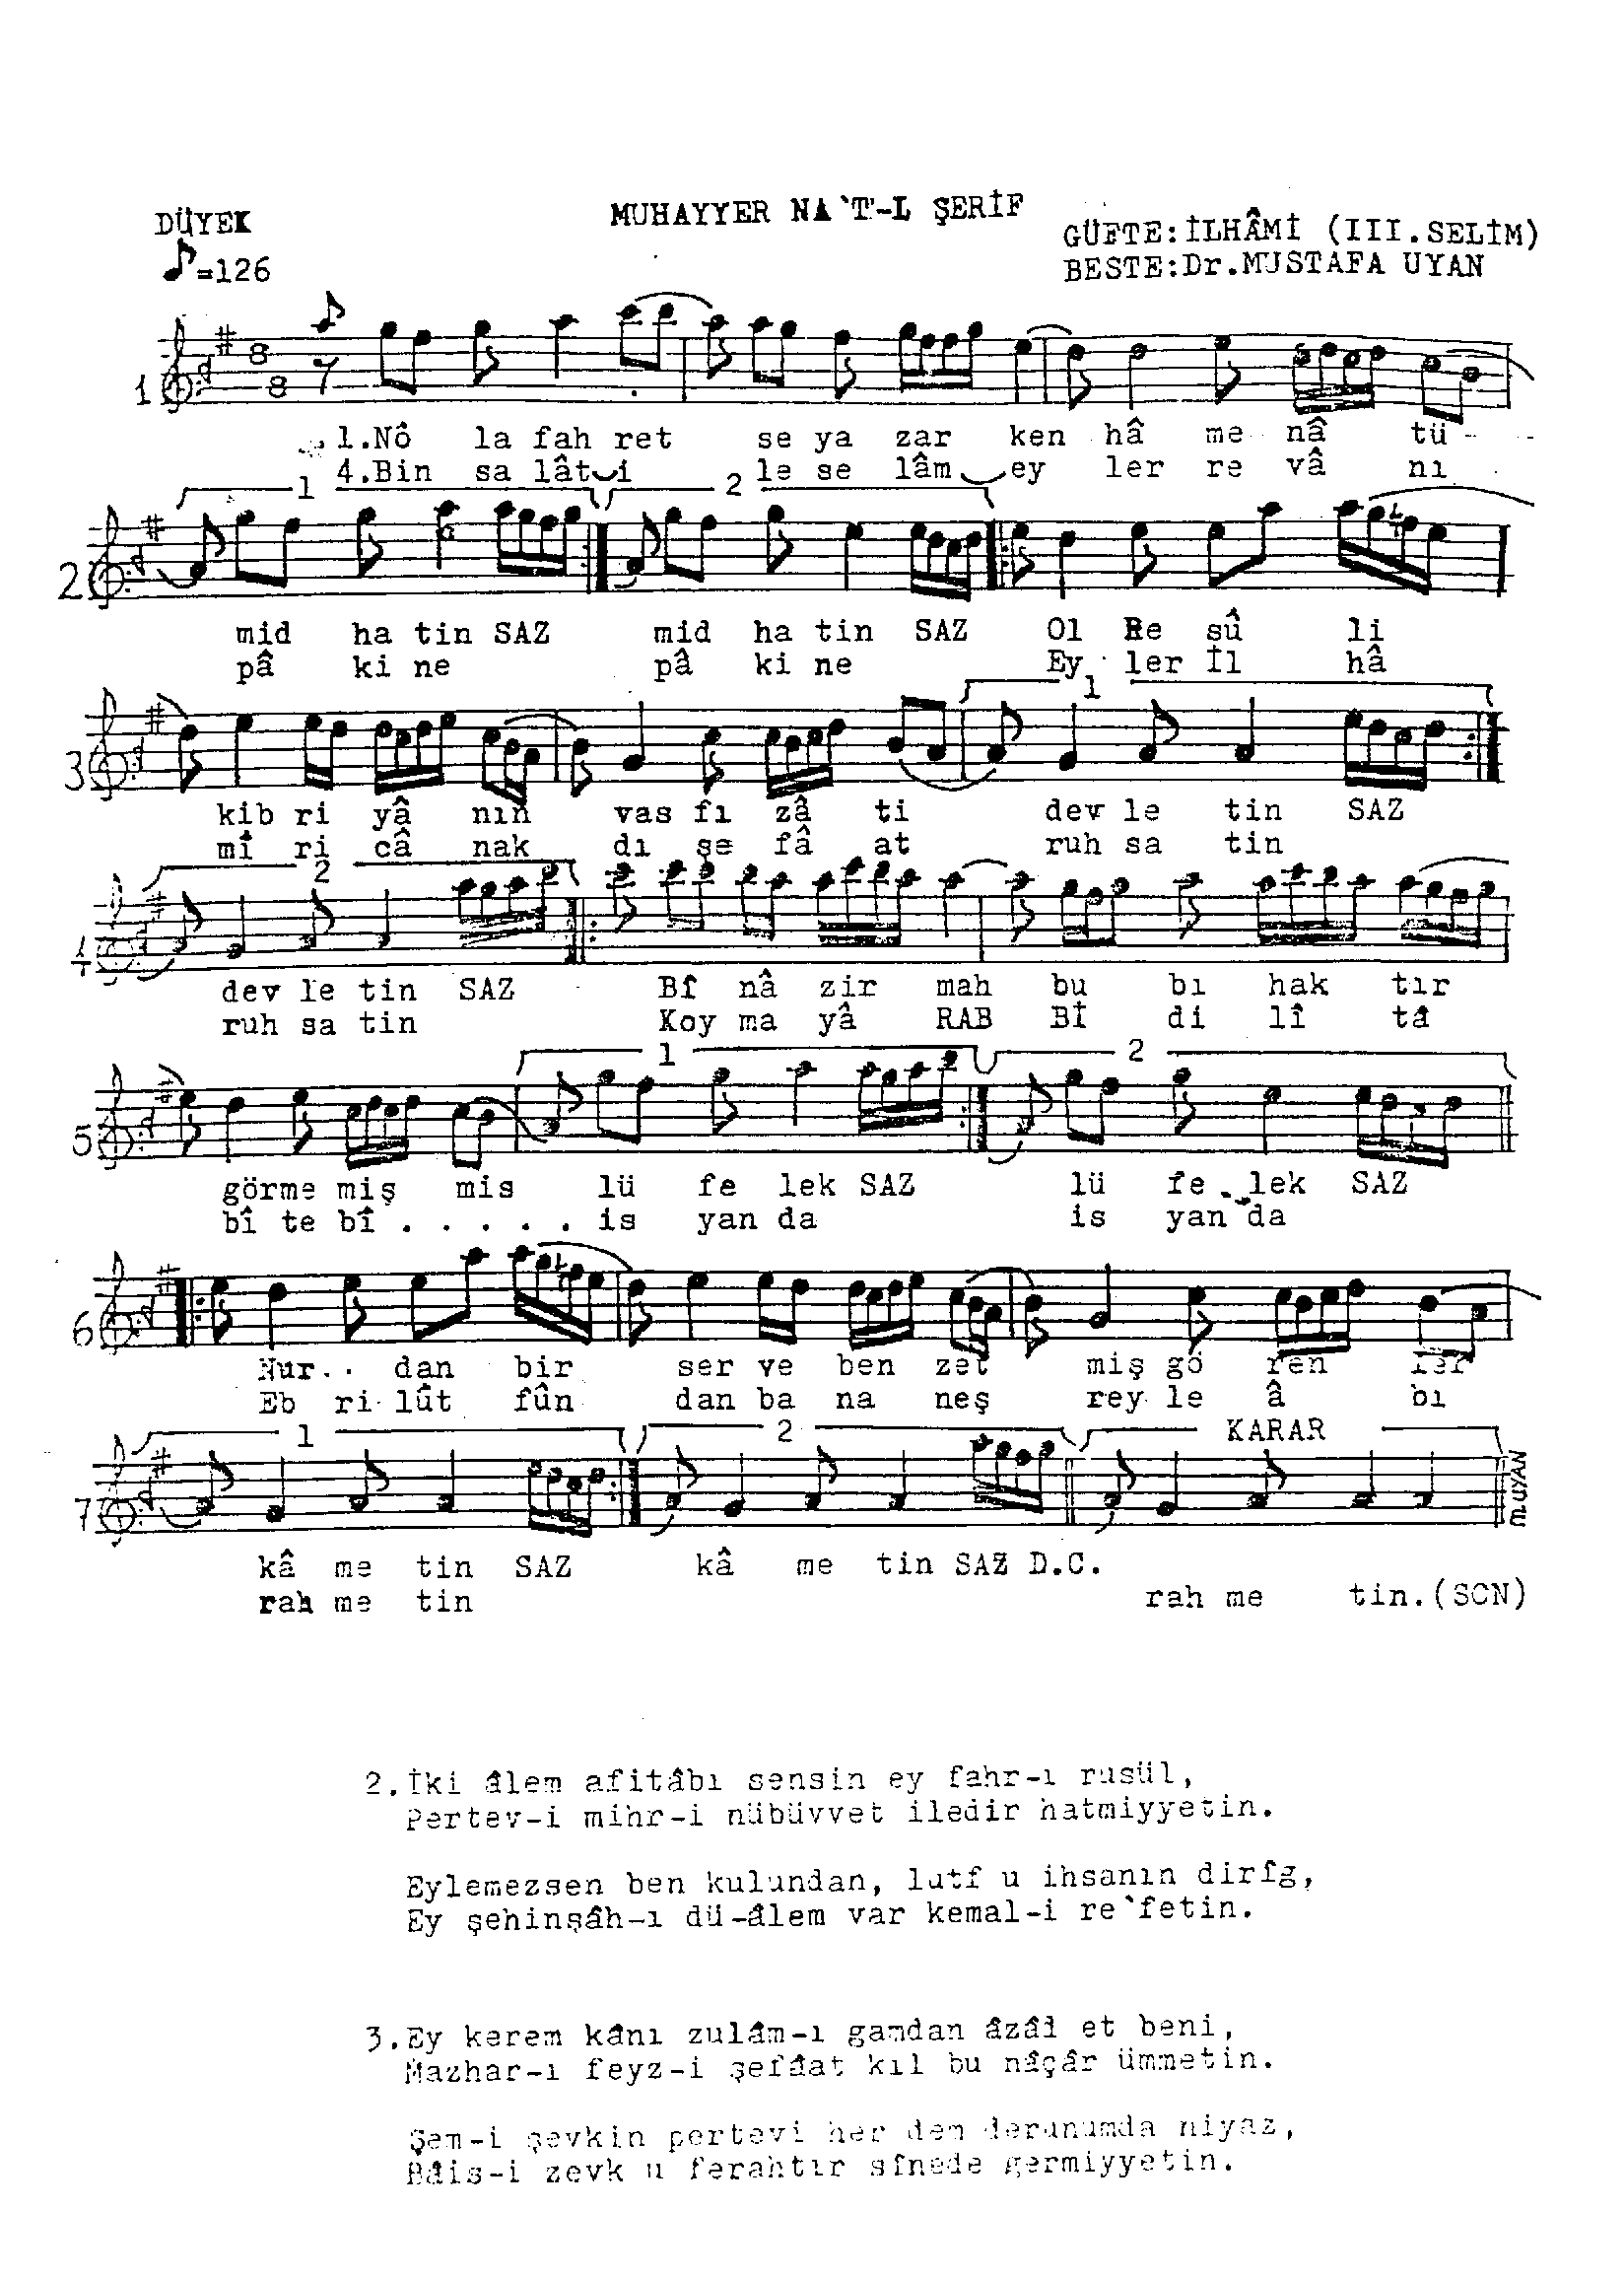 DÜYEK
MUHAYYER NA`T-I ŞERİF
♪=126
GÜFTE:İLHÂMİ (III.SELİM)
BESTE:Dr.MUSTAFA UYAN
8
8
1
1.Nô la fah ret se ya zar ken hâ me nâ tü - -
4.Bin sa lât i le se lâm ey ler re vâ nı
1 2
2
mid ha tin SAZ mid ha tin SAZ Ol Re sû li
pâ ki ne pâ ki ne Ey ler İl hâ
1
3
kib ri yâ nın vas fı zâ ti dev le tin SAZ
mî ri câ nak dı şe fâ at ruh sa tin
2
4
dev le tin SAZ Bî nâ zir mah bu bı hak tır
ruh sa tin Koy ma yâ RAB Bİ di lî tâ
1 2
5
görme miş mis lü fe lek SAZ lü fe lek SAZ
bî te bî . . . . . is yan da is yan da
6
Nur.. dan bir ser ve ben zet miş gö ren fer
Eb ri lût fûn dan ba na neş rey le â bı
1 2 KARAR
7
M.UYAN
kâ me tin SAZ kâ me tin SAZ D.C.
rah me tin rah me tin.(SON)
2.İki âlem afitâbı sensin ey fahr-ı rusül,
Pertev-i mihr-i nübüvvet iledir hatmiyyetin.
Eylemezsen ben kulundan, lutf u ihsanın dirîg,
Ey şehinşâh-ı dü-âlem var kemal-i re`fetin.
3.Ey kerem kânı zulâm-ı gamdan âzâd et beni,
Mazhar-ı feyz-i şefâat kıl bu nâçâr ümmetin.
Şem-i şevkin pertevi her dem derunumda niyaz,
Bâis-i zevk u ferahtır sînede germiyyetin.